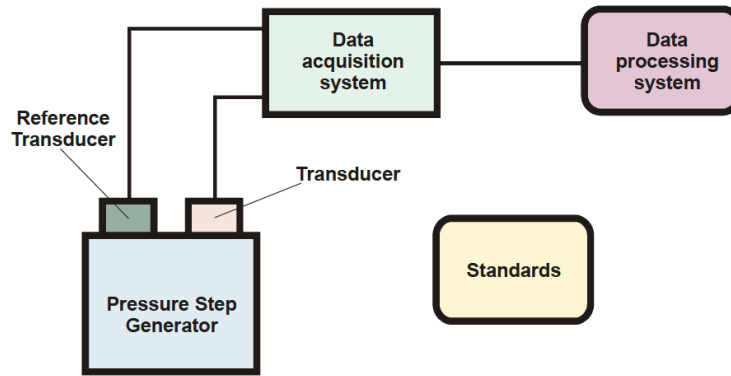 Data
acquisition
system
Data
processing
system
Reference
Transducer
Transducer
Pressure Step
Generator
Standards